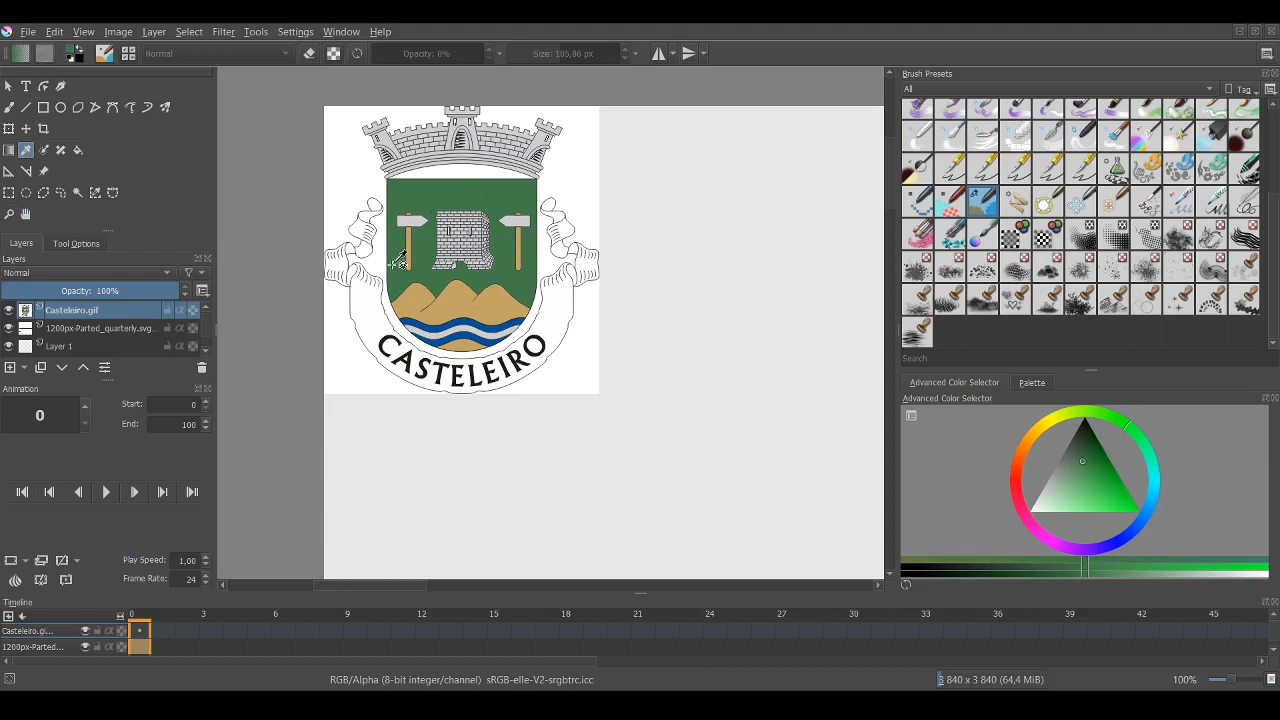 File Edit View Image Layer Select Filter Tools Settings Window Help
Normal Opacity: 0% Size: 105,86 px
Brush Presets
All Tag
Layers Tool Options
Layers
Normal
Opacity: 100%
Casteleiro.gif
1200px-Parted_quarterly.svg...
Layer 1
Animation
0
Start: 0
End: 100
Play Speed: 1,00
Frame Rate: 24
CASTELEIRO
Search
Advanced Color Selector Palette
Advanced Color Selector
Timeline
0 3 6 9 12 15 18 21 24 27 30 33 36 39 42 45
Casteleiro.gi...
1200px-Parted...
RGB/Alpha (8-bit integer/channel) sRGB-elle-V2-srgbtrc.icc
3 840 x 3 840 (64,4 MiB)
100%